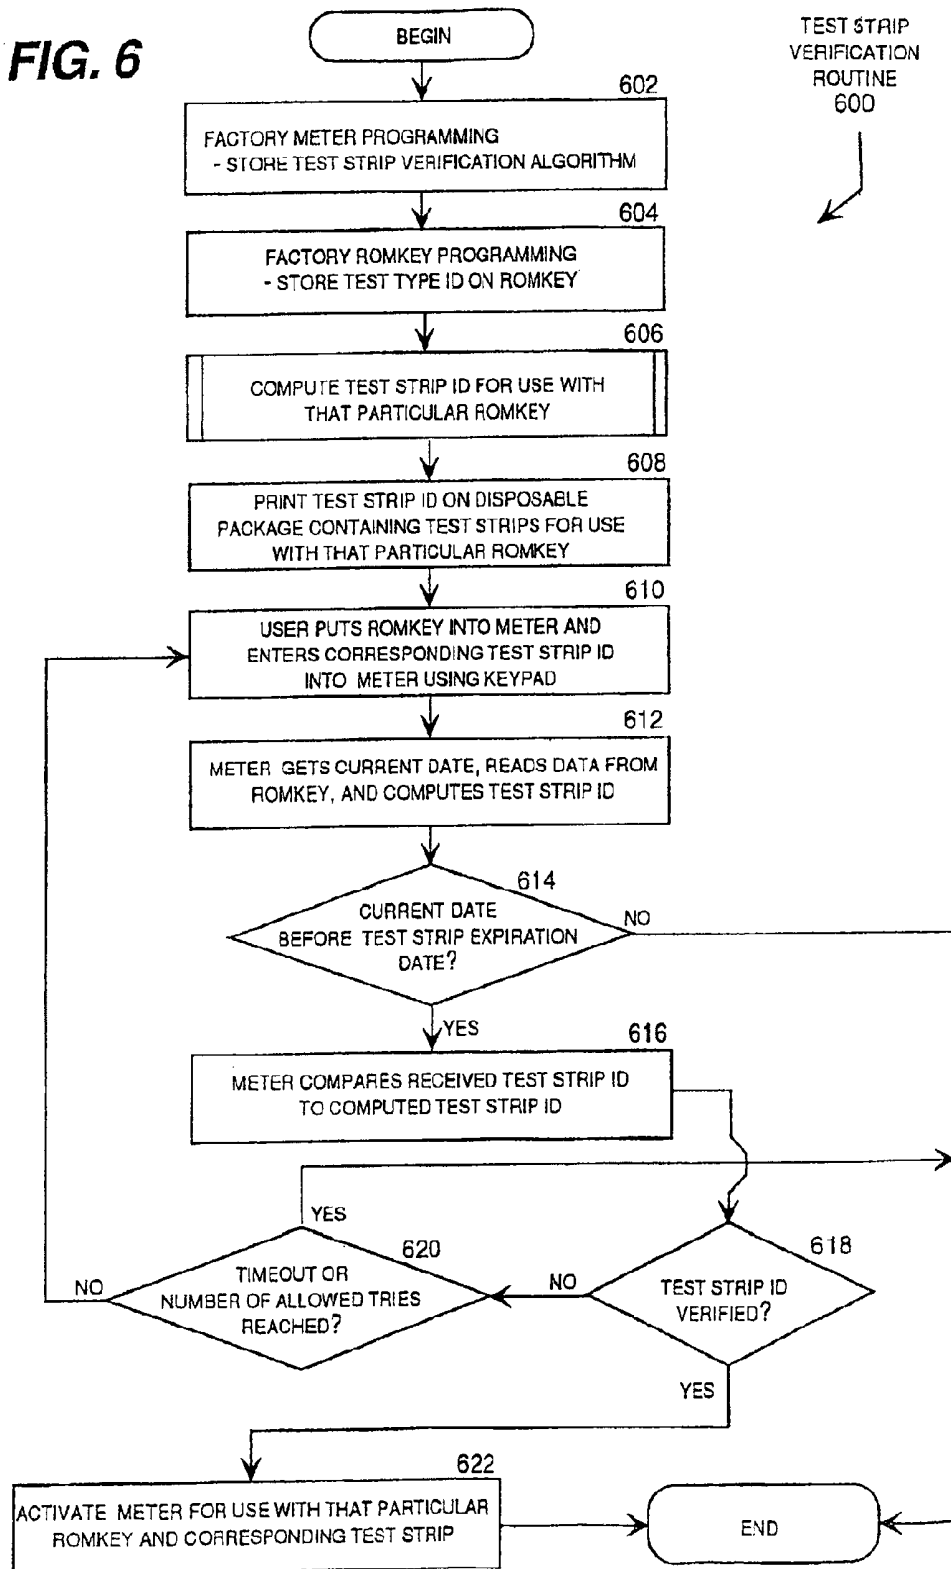 FIG. 6
BEGIN
TEST STRIP
VERIFICATION
ROUTINE
600
602
FACTORY METER PROGRAMMING
- STORE TEST STRIP VERIFICATION ALGORITHM
604
FACTORY ROMKEY PROGRAMMING
- STORE TEST TYPE ID ON ROMKEY
606
COMPUTE TEST STRIP ID FOR USE WITH
THAT PARTICULAR ROMKEY
608
PRINT TEST STRIP ID ON DISPOSABLE
PACKAGE CONTAINING TEST STRIPS FOR USE
WITH THAT PARTICULAR ROMKEY
610
USER PUTS ROMKEY INTO METER AND
ENTERS CORRESPONDING TEST STRIP ID
INTO METER USING KEYPAD
612
METER GETS CURRENT DATE, READS DATA FROM
ROMKEY, AND COMPUTES TEST STRIP ID
614
CURRENT DATE
BEFORE TEST STRIP EXPIRATION
DATE?
NO
YES
616
METER COMPARES RECEIVED TEST STRIP ID
TO COMPUTED TEST STRIP ID
YES
620
TIMEOUT OR
NUMBER OF ALLOWED TRIES
REACHED?
NO
NO
618
TEST STRIP ID
VERIFIED?
YES
622
ACTIVATE METER FOR USE WITH THAT PARTICULAR
ROMKEY AND CORRESPONDING TEST STRIP
END